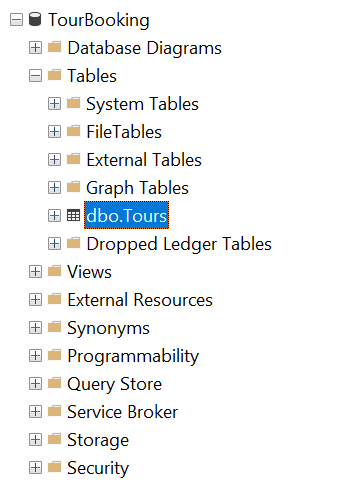 TourBooking
Database Diagrams
Tables
System Tables
FileTables
External Tables
Graph Tables
dbo.Tours
Dropped Ledger Tables
Views
External Resources
Synonyms
Programmability
Query Store
Service Broker
Storage
Security